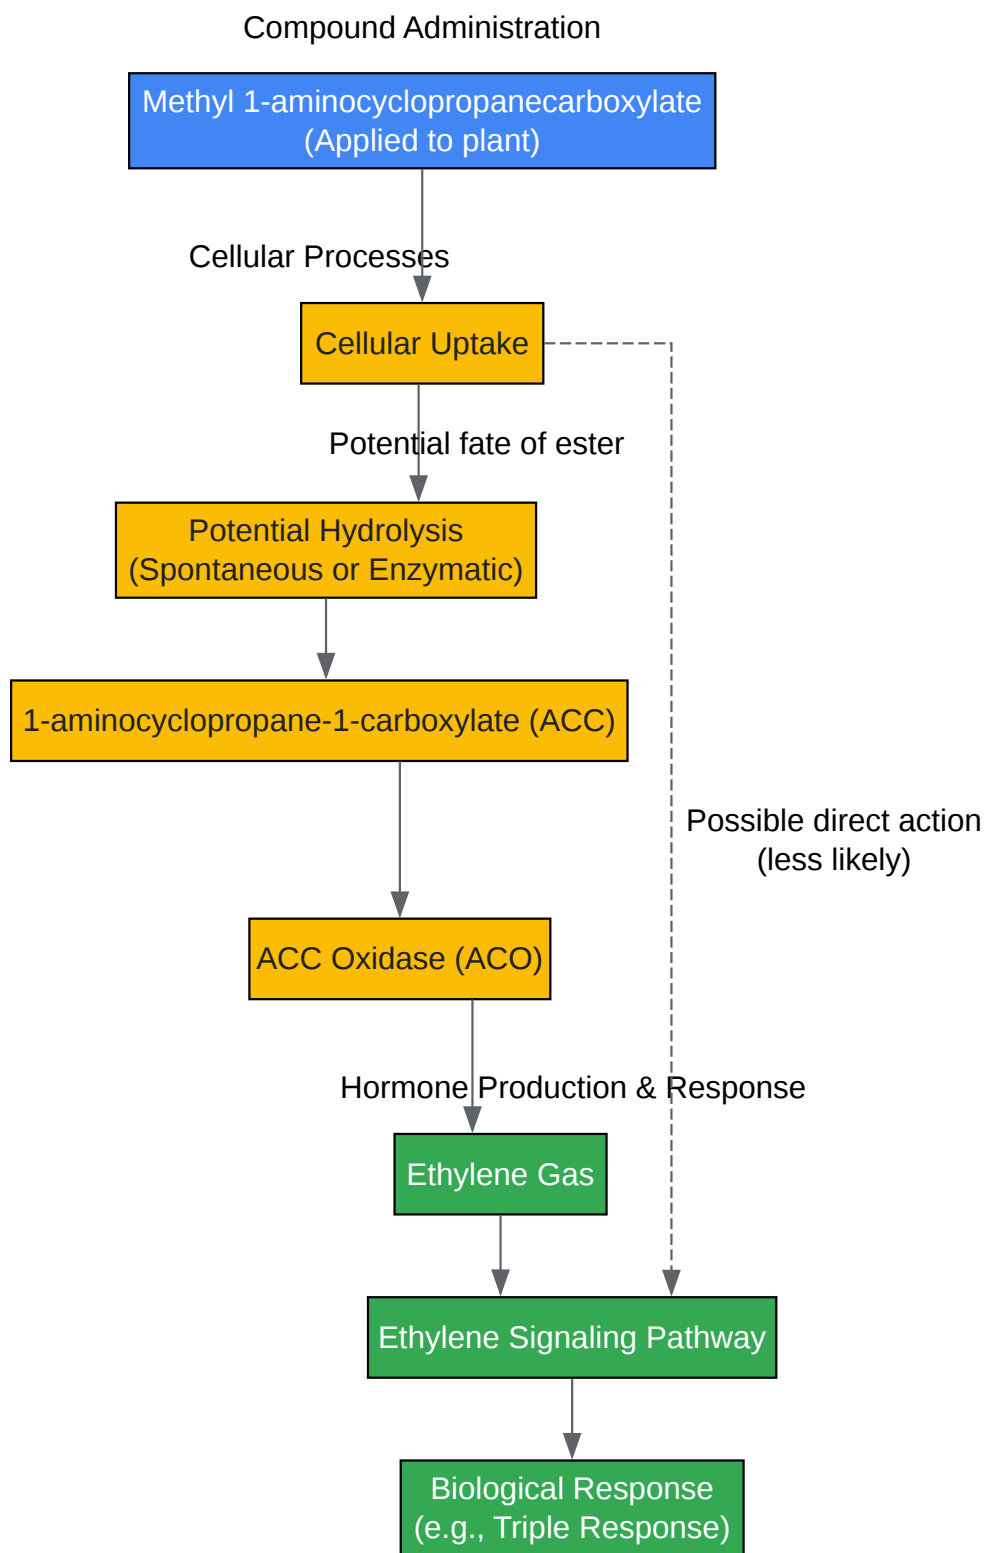 Compound Administration
Methyl 1-aminocyclopropanecarboxylate
(Applied to plant)
Cellular Processes
Cellular Uptake
Potential fate of ester
Potential Hydrolysis
(Spontaneous or Enzymatic)
1-aminocyclopropane-1-carboxylate (ACC)
Possible direct action
(less likely)
ACC Oxidase (ACO)
Hormone Production & Response
Ethylene Gas
Ethylene Signaling Pathway
Biological Response
(e.g., Triple Response)